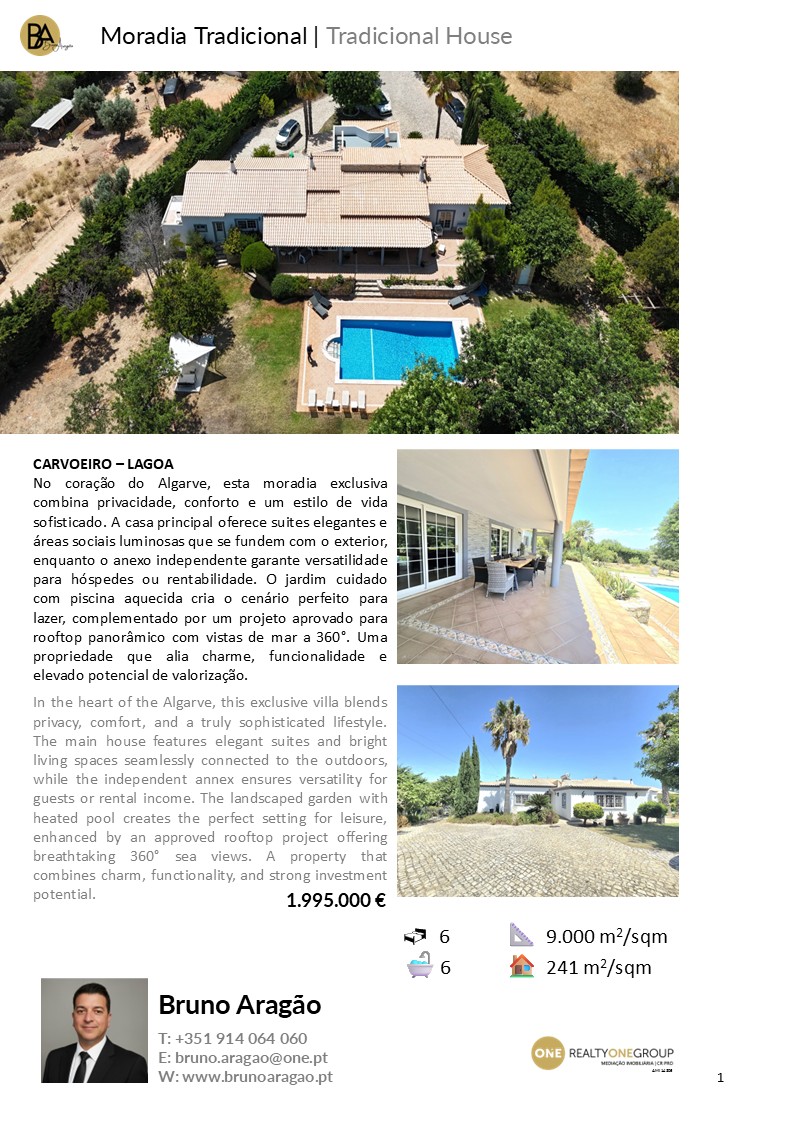 BA
Moradia Tradicional | Tradicional House
CARVOEIRO – LAGOA
No coração do Algarve, esta moradia exclusiva
combina privacidade, conforto e um estilo de vida
sofisticado. A casa principal oferece suites elegantes e
áreas sociais luminosas que se fundem com o exterior,
enquanto o anexo independente garante versatilidade
para hóspedes ou rentabilidade. O jardim cuidado
com piscina aquecida cria o cenário perfeito para
lazer, complementado por um projeto aprovado para
rooftop panorâmico com vistas de mar a 360°. Uma
propriedade que alia charme, funcionalidade e
elevado potencial de valorização.
In the heart of the Algarve, this exclusive villa blends
privacy, comfort, and a truly sophisticated lifestyle.
The main house features elegant suites and bright
living spaces seamlessly connected to the outdoors,
while the independent annex ensures versatility for
guests or rental income. The landscaped garden with
heated pool creates the perfect setting for leisure,
enhanced by an approved rooftop project offering
breathtaking 360° sea views. A property that
combines charm, functionality, and strong investment
potential.
1.995.000 €
6
9.000 m²/sqm
6
241 m²/sqm
Bruno Aragão
T: +351 914 064 060
E: bruno.aragao@one.pt
W: www.brunoaragao.pt
ONE REALTYONEGROUP
MEDIAÇÃO IMOBILIÁRIA | CR PRO
1